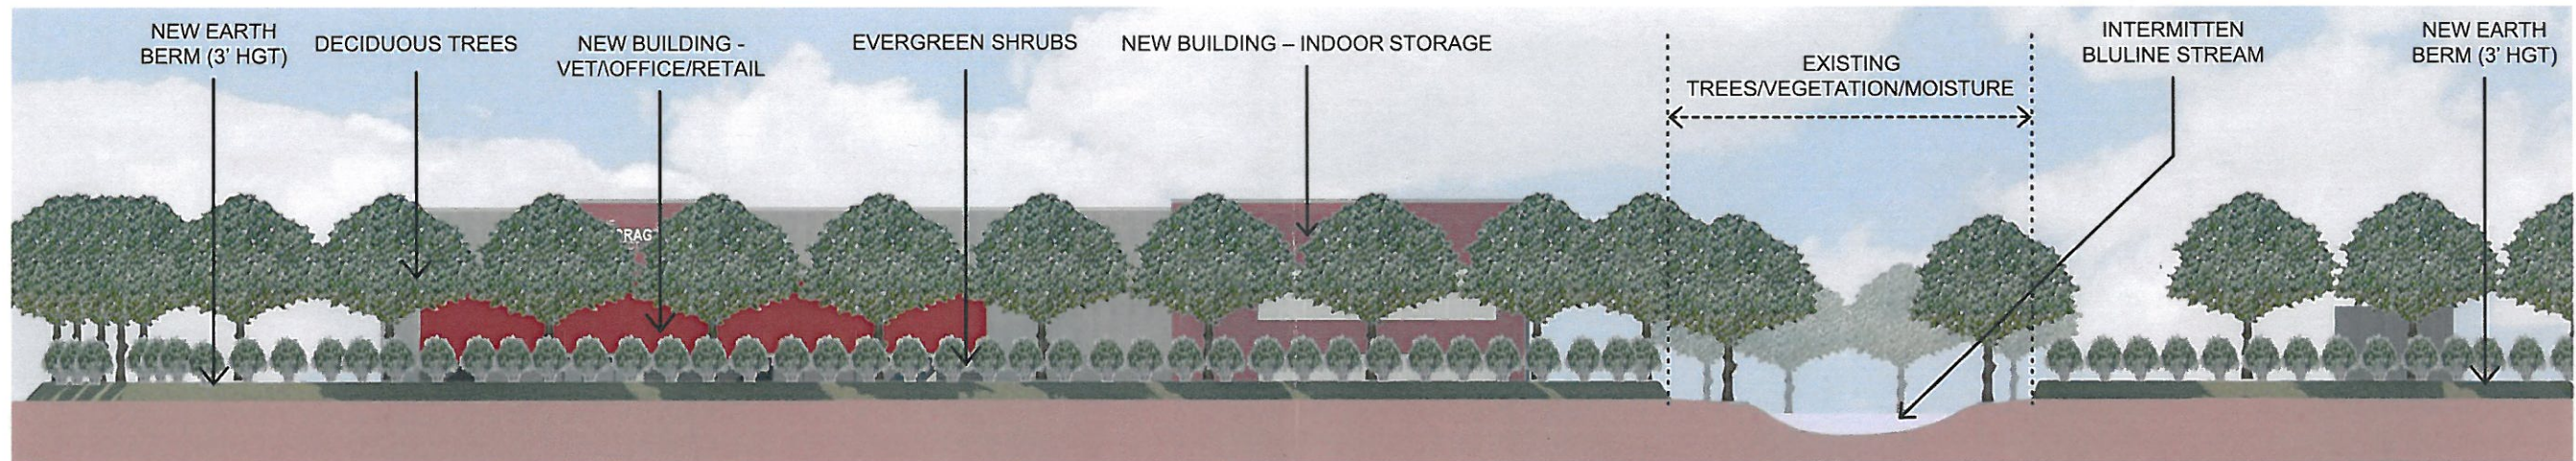 NEW EARTH
BERM (3' HGT)
DECIDUOUS TREES
NEW BUILDING -
VET/\OFFICE/RETAIL
EVERGREEN SHRUBS
NEW BUILDING – INDOOR STORAGE
EXISTING
TREES/VEGETATION/MOISTURE
INTERMITTEN
BLULINE STREAM
NEW EARTH
BERM (3' HGT)